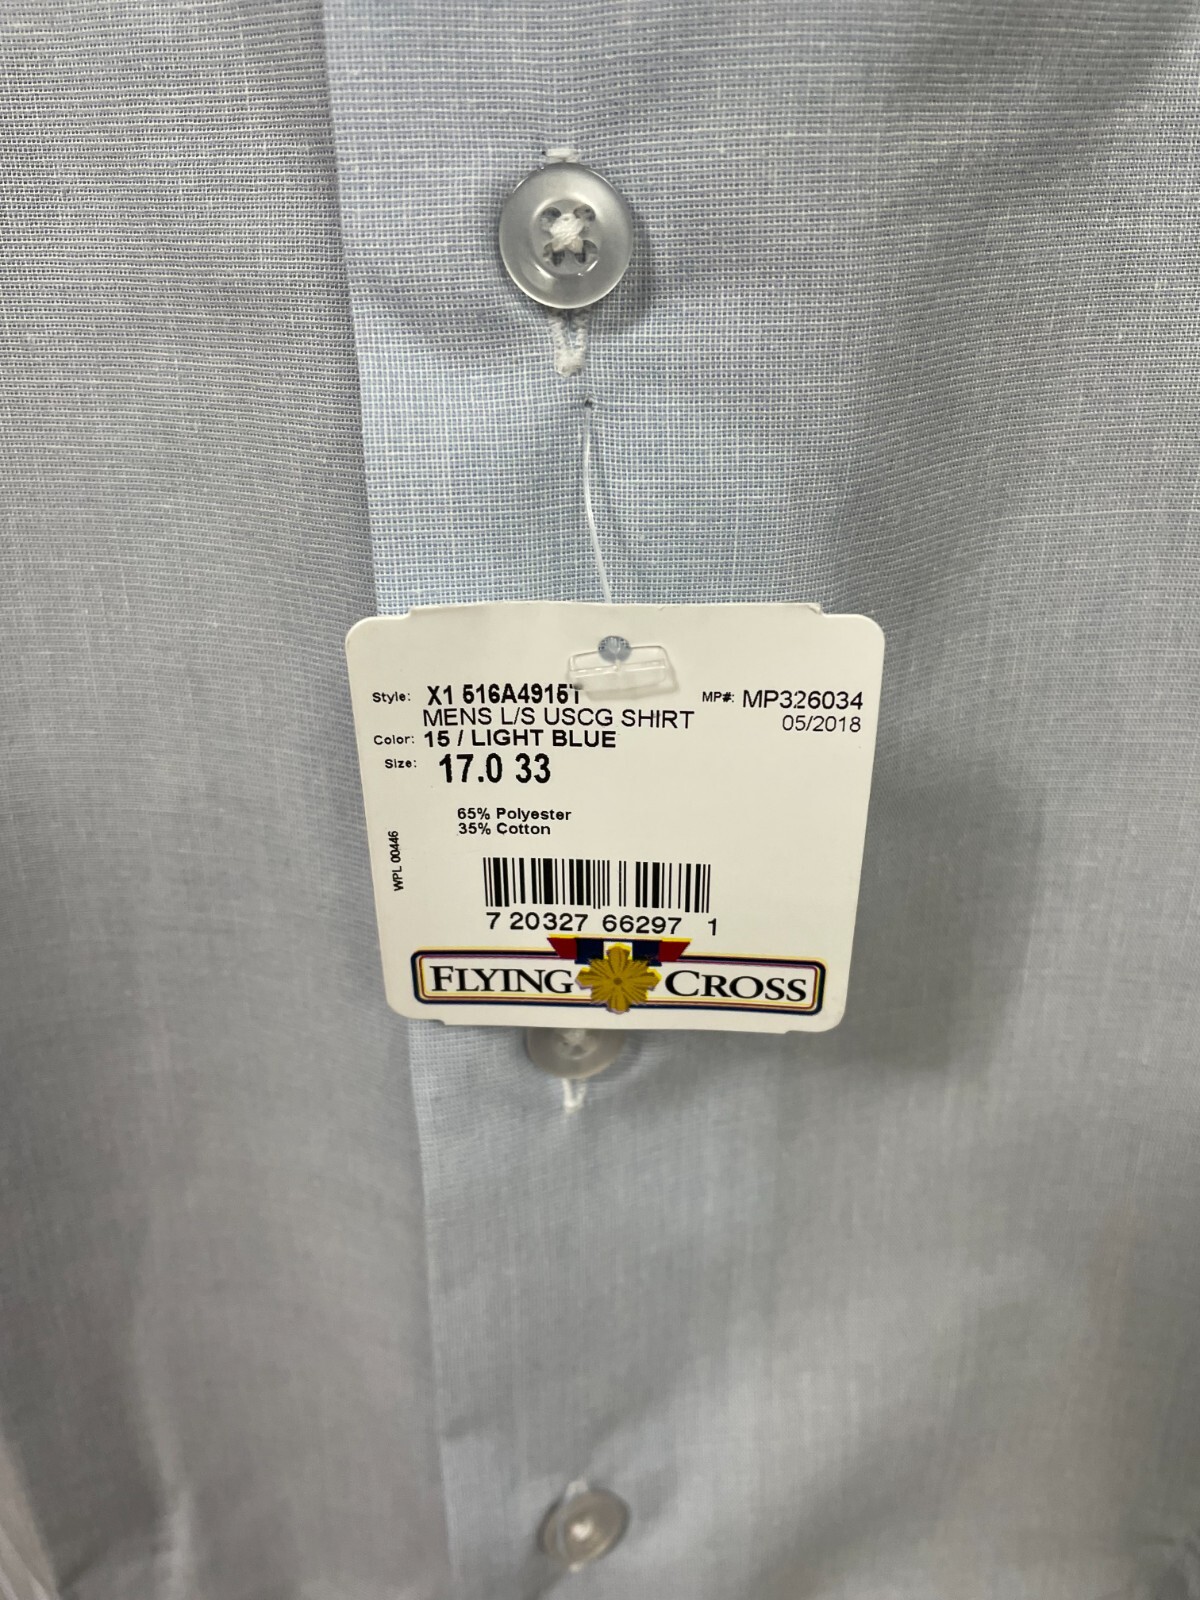 Style: X1 516A4915T MP#: MP326034
MENS L/S USCG SHIRT 05/2018
Color: 15 / LIGHT BLUE
Size: 17.0 33
65% Polyester
35% Cotton
WPL 00446
7 20327 66297 1
FLYING CROSS